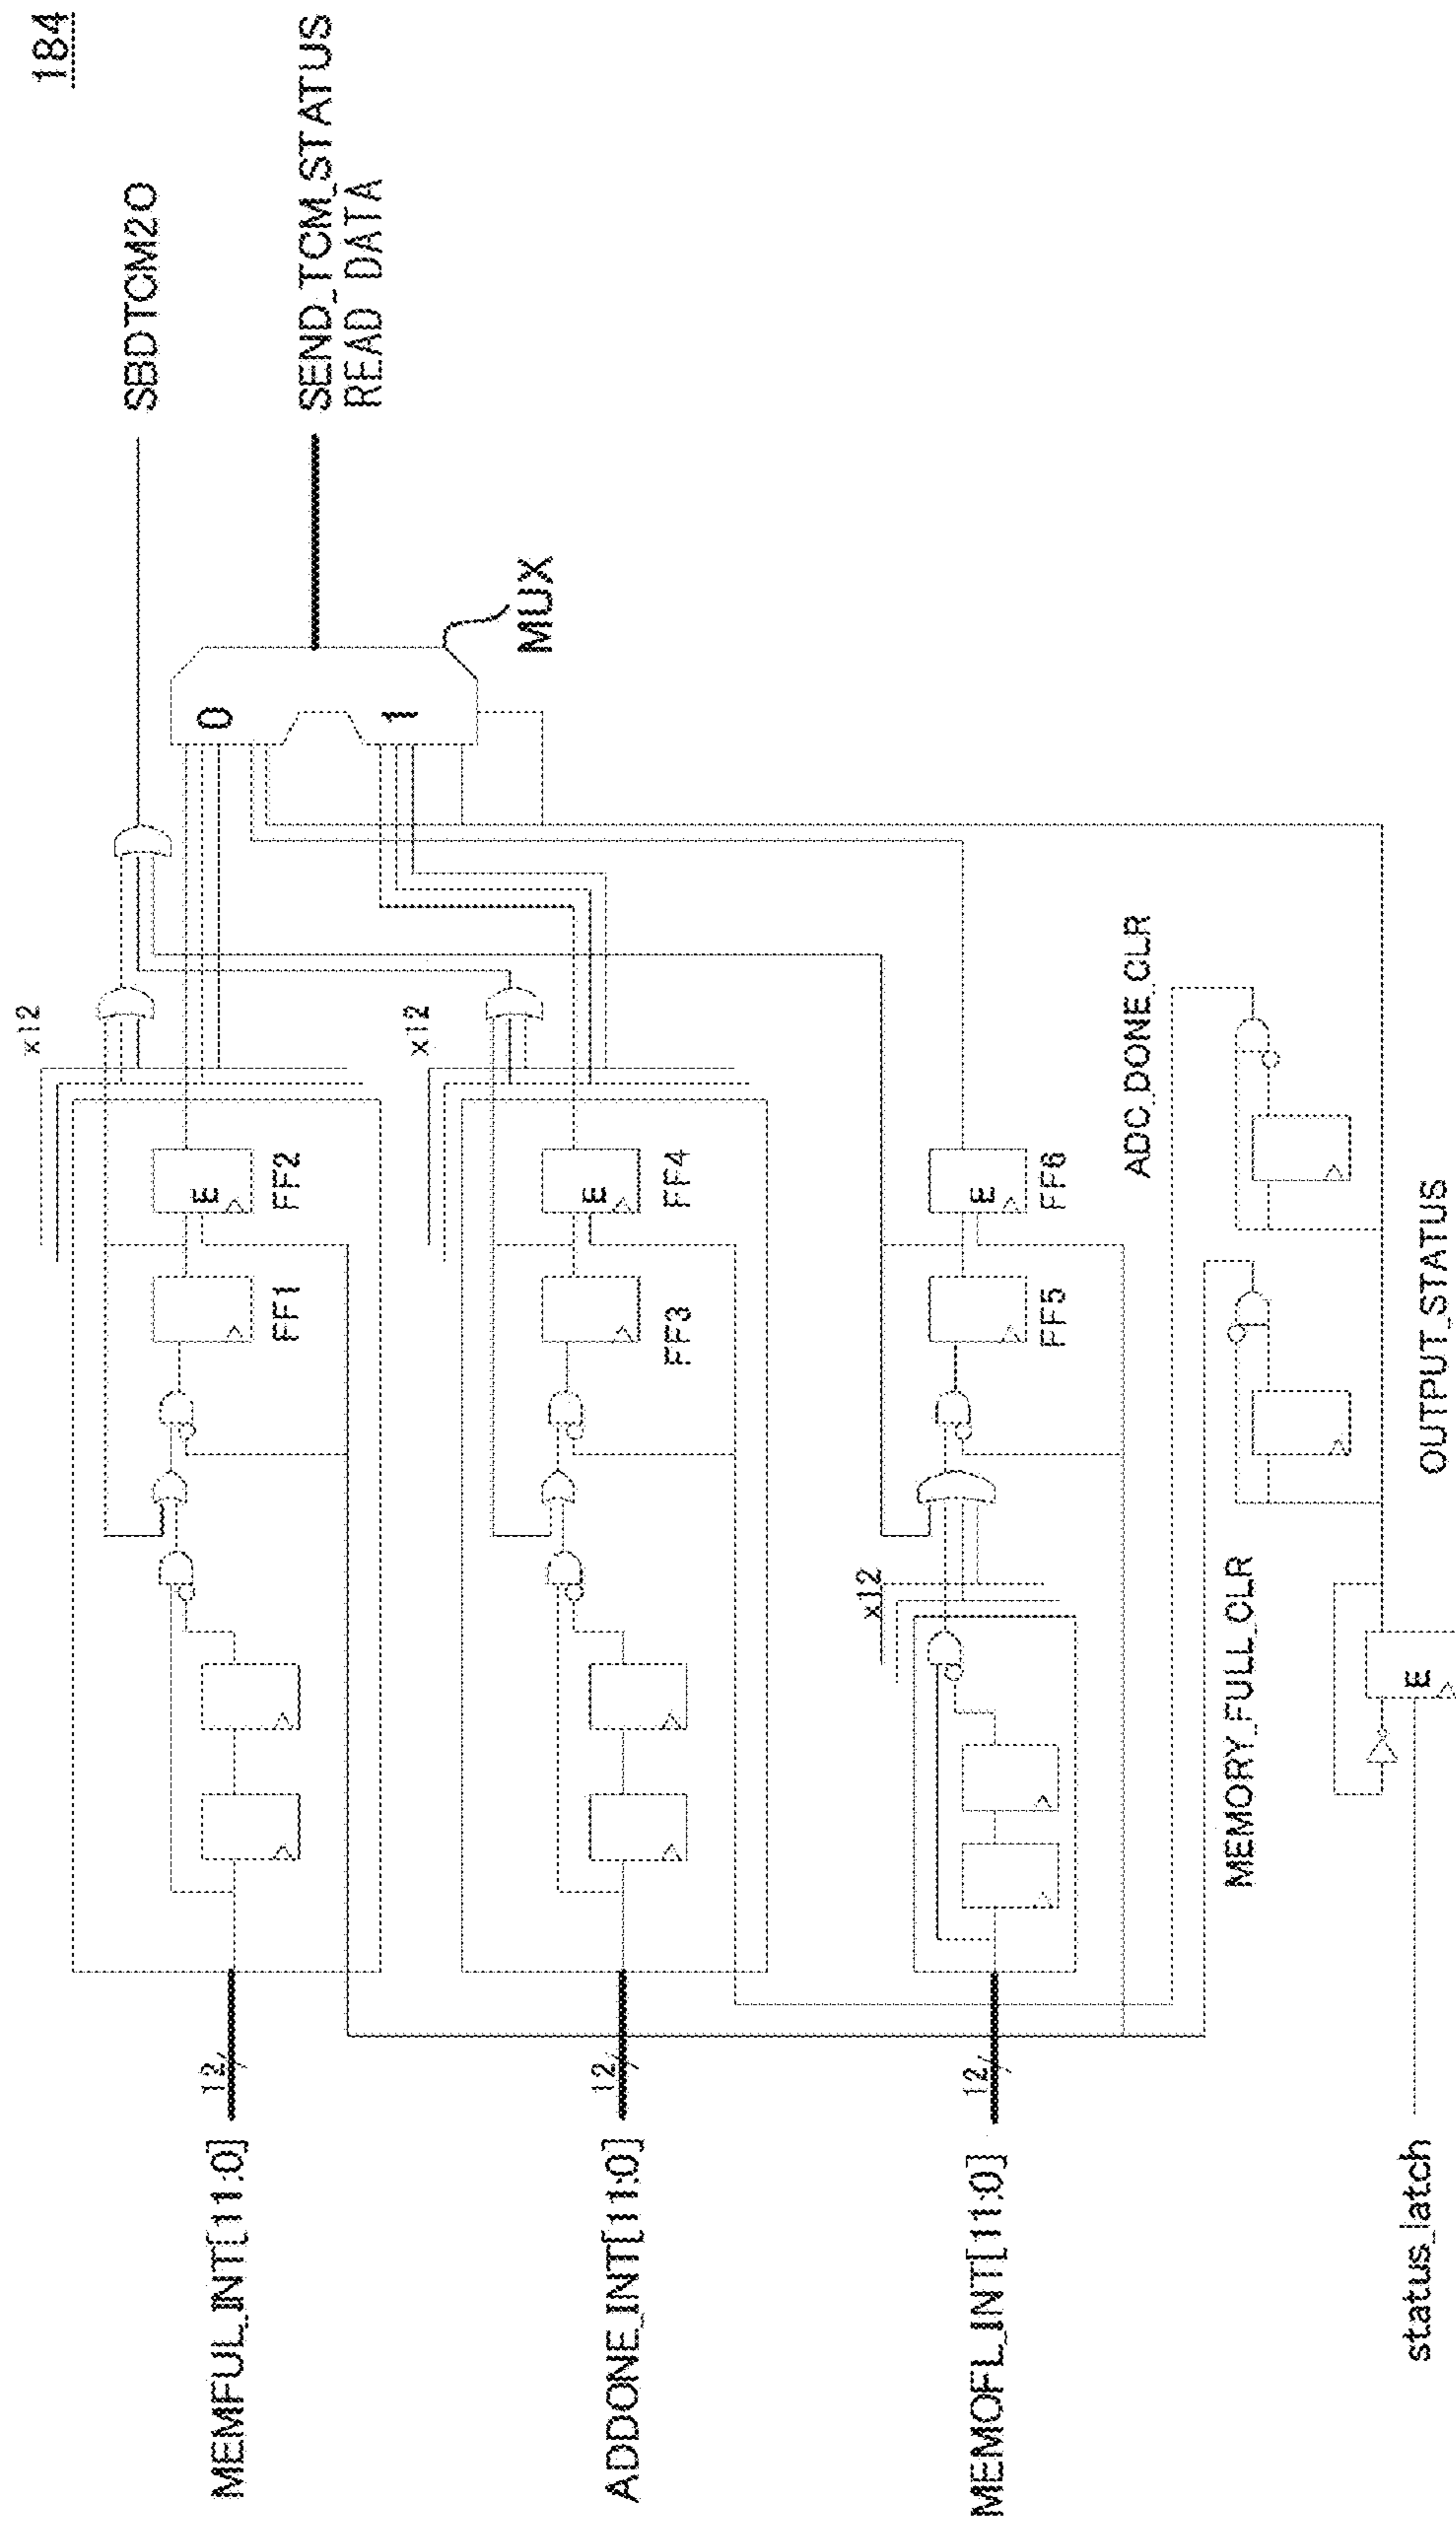 184
SBDTCM2O
SEND_TCM_STATUS
READ DATA
MUX
0
1
x12
x12
x12
E
FF2
FF1
E
FF4
FF3
E
FF6
FF5
ADC_DONE_CLR
MEMORY_FULL_CLR
OUTPUT_STATUS
E
12
MEMFUL_INT[11:0]
12
ADDONE_INT[11:0]
12
MEMOFL_INT[11:0]
status_latch